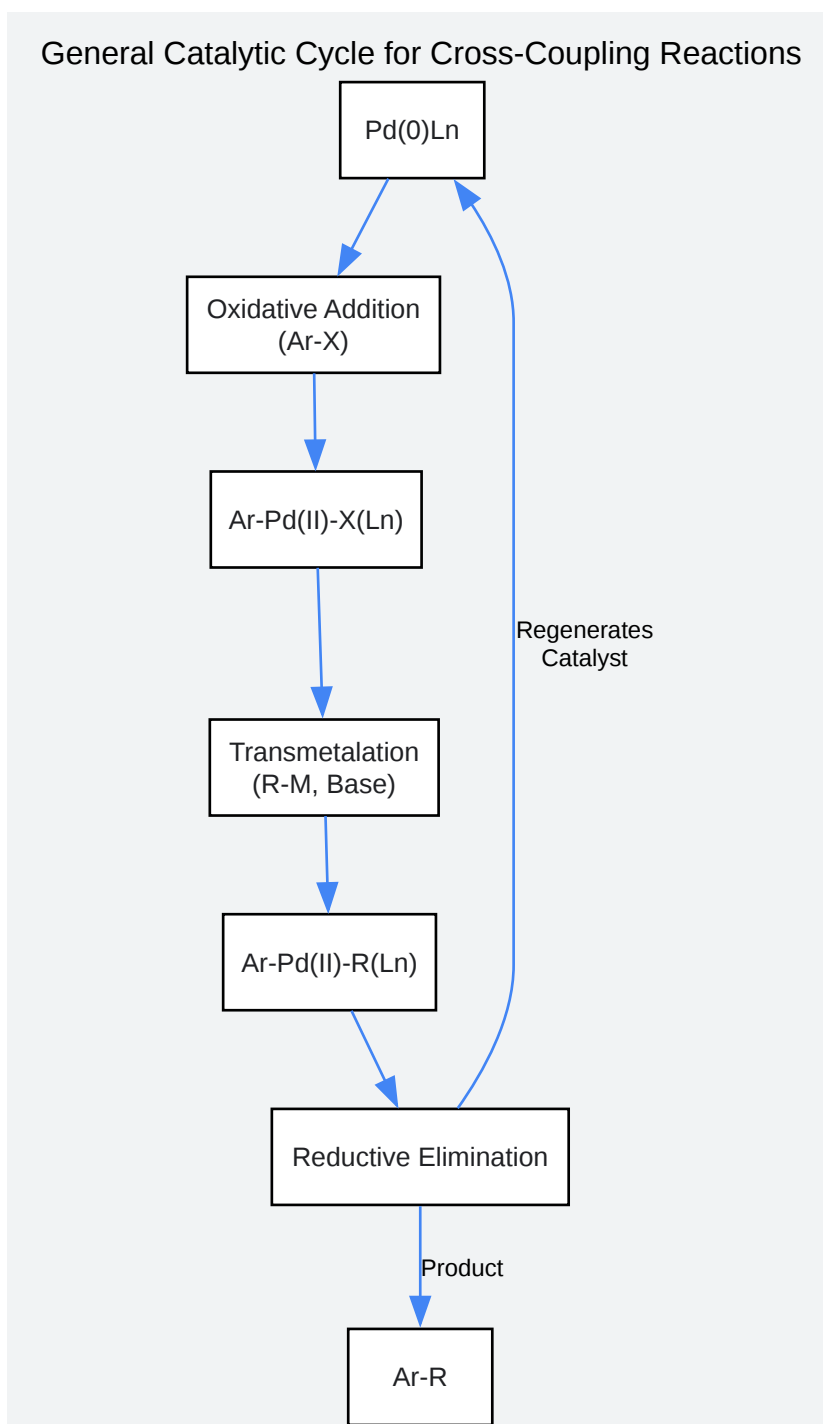 General Catalytic Cycle for Cross-Coupling Reactions
Pd(0)Ln
Oxidative Addition
(Ar-X)
Ar-Pd(II)-X(Ln)
Regenerates
Catalyst
Transmetalation
(R-M, Base)
Ar-Pd(II)-R(Ln)
Reductive Elimination
Product
Ar-R